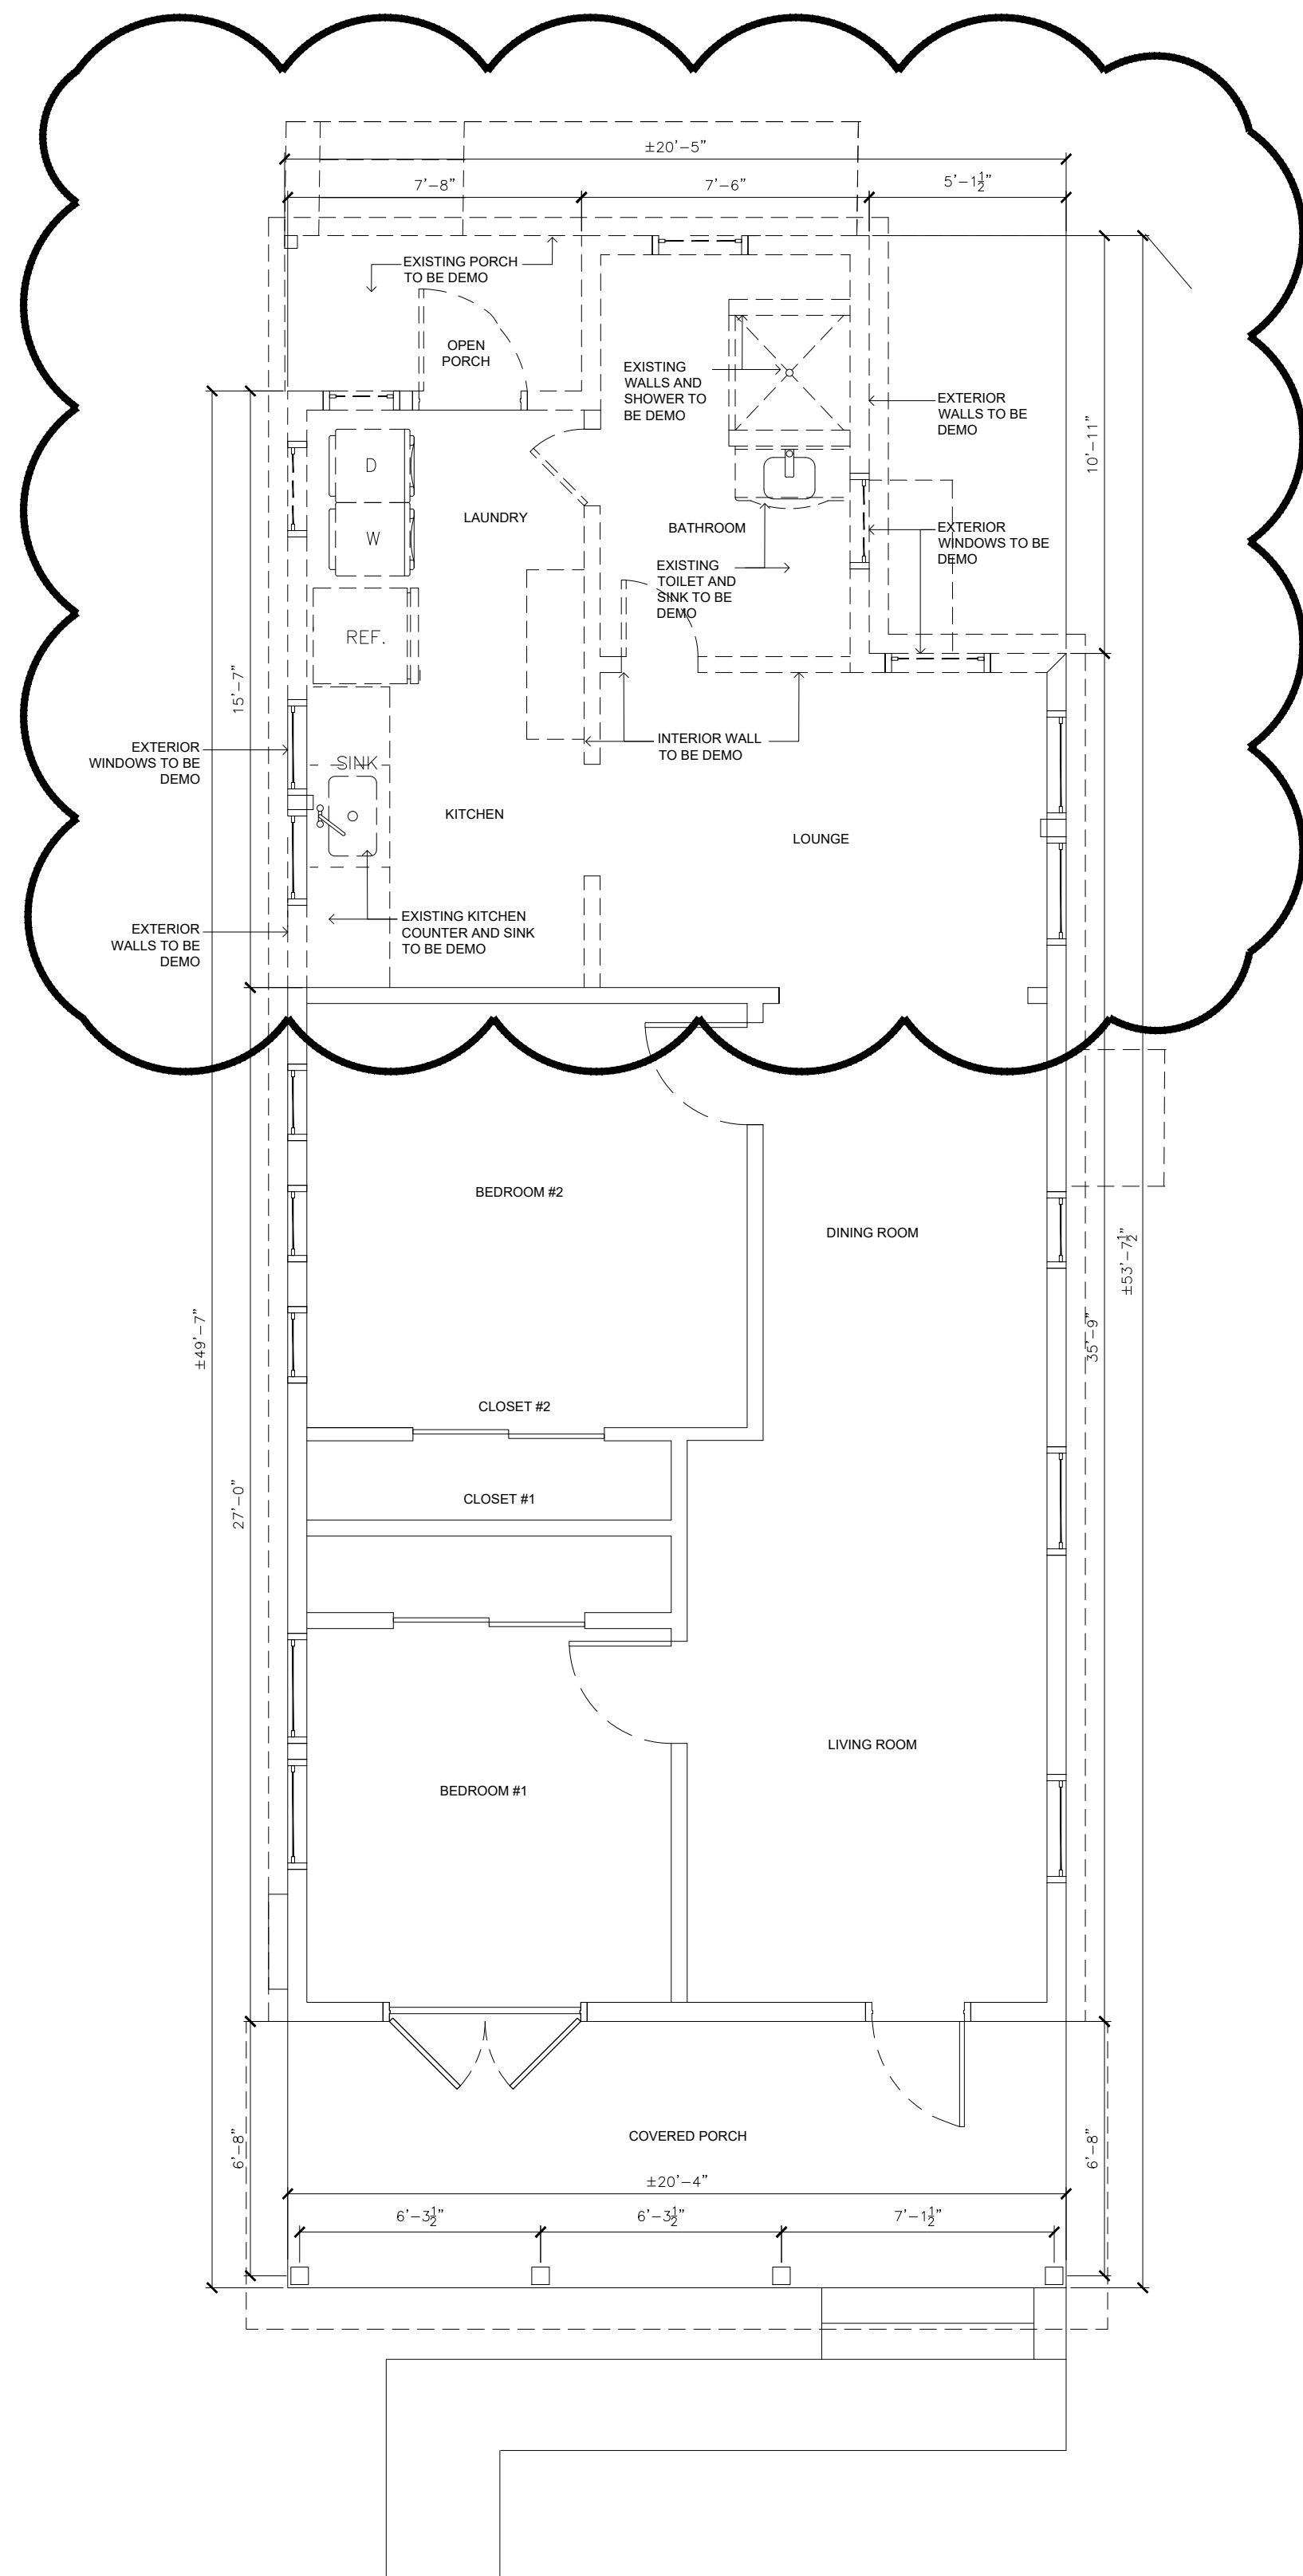 ±20'-5"
7'-8"
7'-6"
5'-1½"
EXISTING PORCH
TO BE DEMO
OPEN
PORCH
EXISTING
WALLS AND
SHOWER TO
BE DEMO
EXTERIOR
WALLS TO BE
DEMO
10'-11"
D
W
LAUNDRY
BATHROOM
EXTERIOR
WINDOWS TO BE
DEMO
EXISTING
TOILET AND
SINK TO BE
DEMO
REF.
15'-7"
INTERIOR WALL
TO BE DEMO
EXTERIOR
WINDOWS TO BE
DEMO
SINK
KITCHEN
LOUNGE
EXTERIOR
WALLS TO BE
DEMO
EXISTING KITCHEN
COUNTER AND SINK
TO BE DEMO
BEDROOM #2
DINING ROOM
±53'-7½"
±49'-7"
35'-9"
CLOSET #2
27'-0"
CLOSET #1
LIVING ROOM
BEDROOM #1
COVERED PORCH
6'-8"
6'-8"
±20'-4"
6'-3½"
6'-3½"
7'-1½"